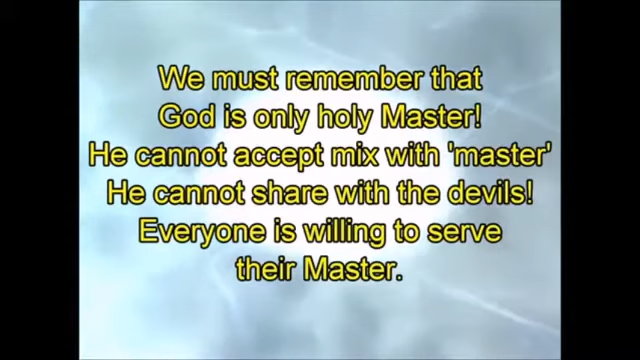 We must remember that
God is only holy Master!
He cannot accept mix with 'master'
He cannot share with the devils!
Everyone is willing to serve
their Master.